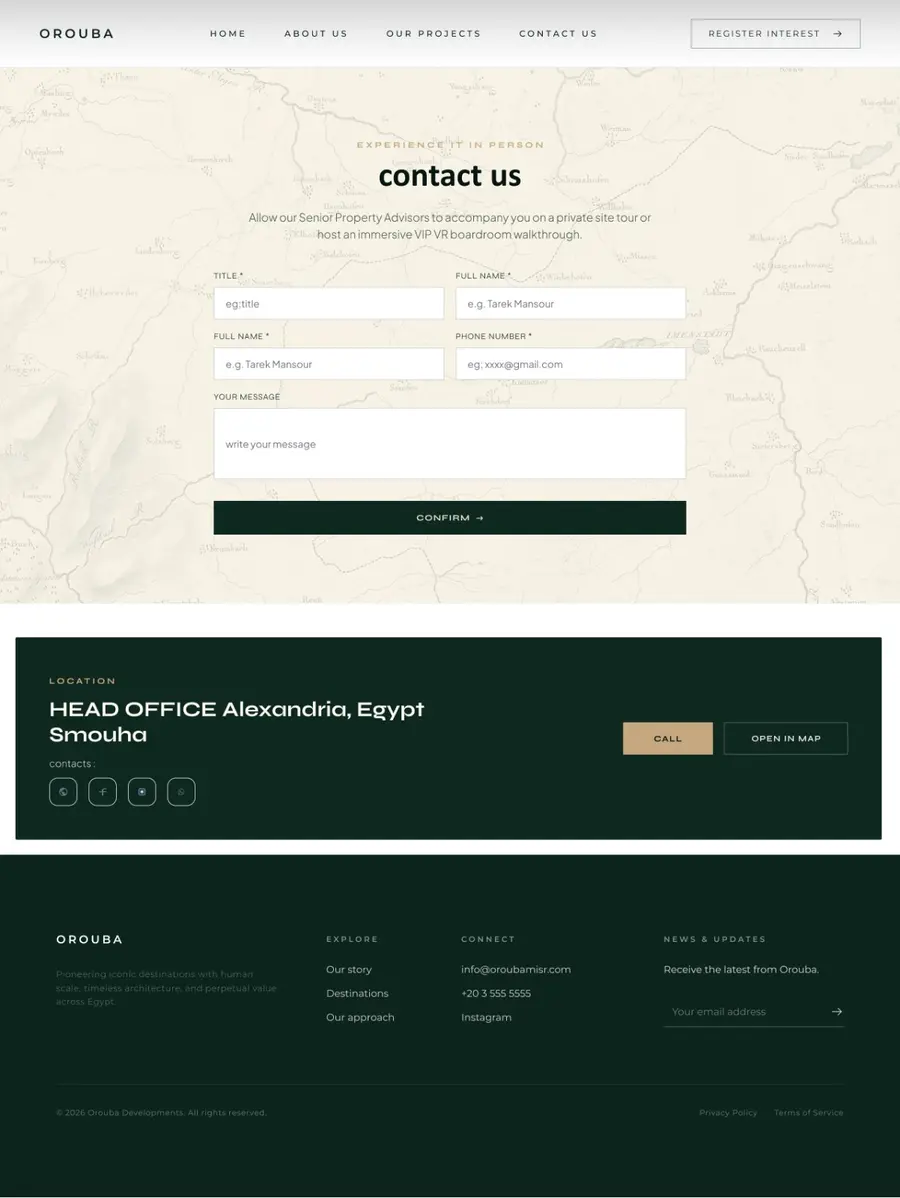 OROUBA
HOME
ABOUT US
OUR PROJECTS
CONTACT US
REGISTER INTEREST →
EXPERIENCE IT IN PERSON
contact us
Allow our Senior Property Advisors to accompany you on a private site tour or
host an immersive VIP VR boardroom walkthrough.
TITLE *
FULL NAME *
eg;title
e.g. Tarek Mansour
FULL NAME *
PHONE NUMBER *
e.g. Tarek Mansour
eg; xxxx@gmail.com
YOUR MESSAGE
write your message
CONFIRM →
LOCATION
HEAD OFFICE Alexandria, Egypt
Smouha
contacts :
CALL
OPEN IN MAP
OROUBA
Pioneering iconic destinations with human
scale, timeless architecture, and perpetual value
across Egypt.
EXPLORE
Our story
Destinations
Our approach
CONNECT
info@oroubamisr.com
+20 3 555 5555
Instagram
NEWS & UPDATES
Receive the latest from Orouba.
Your email address →
© 2026 Orouba Developments. All rights reserved.
Privacy Policy
Terms of Service